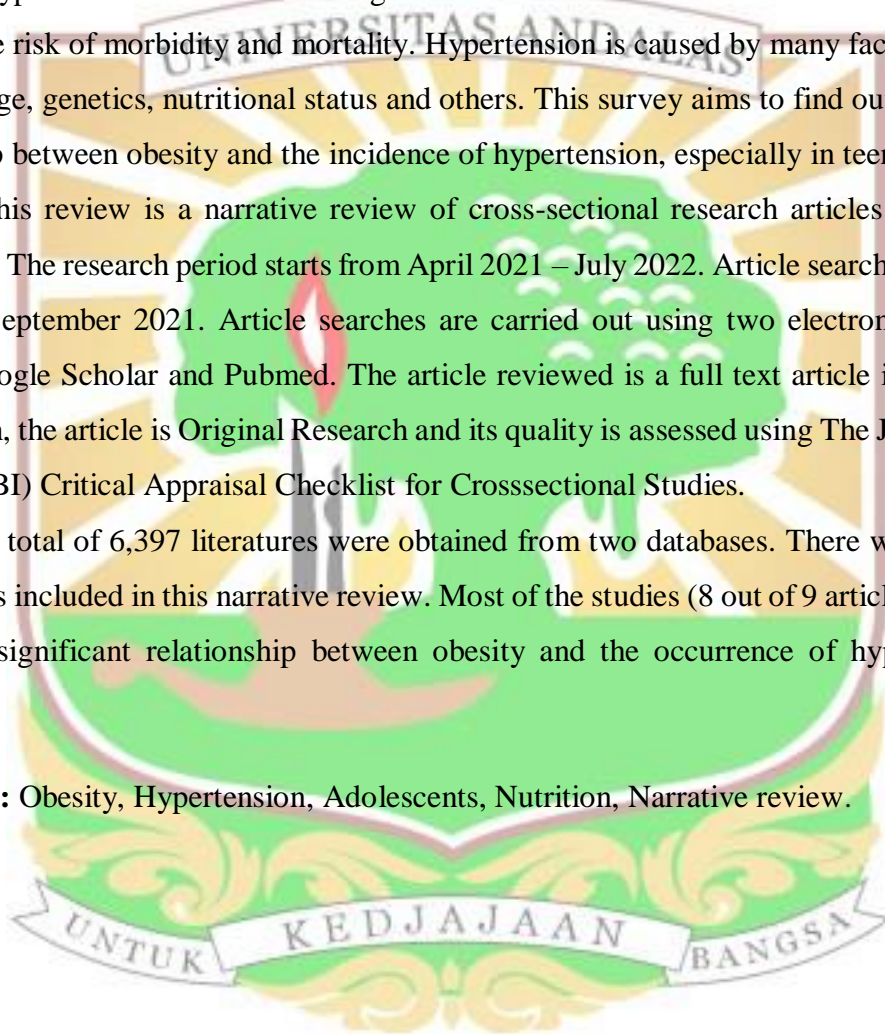 e risk of morbidity and mortality. Hypertension is caused by many fac
ge, genetics, nutritional status and others. This survey aims to find ou
o between obesity and the incidence of hypertension, especially in teen
his review is a narrative review of cross-sectional research articles
. The research period starts from April 2021 – July 2022. Article search
eptember 2021. Article searches are carried out using two electron
ogle Scholar and Pubmed. The article reviewed is a full text article i
n, the article is Original Research and its quality is assessed using The J
BI) Critical Appraisal Checklist for Crosssectional Studies.
total of 6,397 literatures were obtained from two databases. There w
s included in this narrative review. Most of the studies (8 out of 9 articl
significant relationship between obesity and the occurrence of hyp
: Obesity, Hypertension, Adolescents, Nutrition, Narrative review.
UNIVERSITAS ANDALAS
UNTUK KEDJAJAAN BANGSA